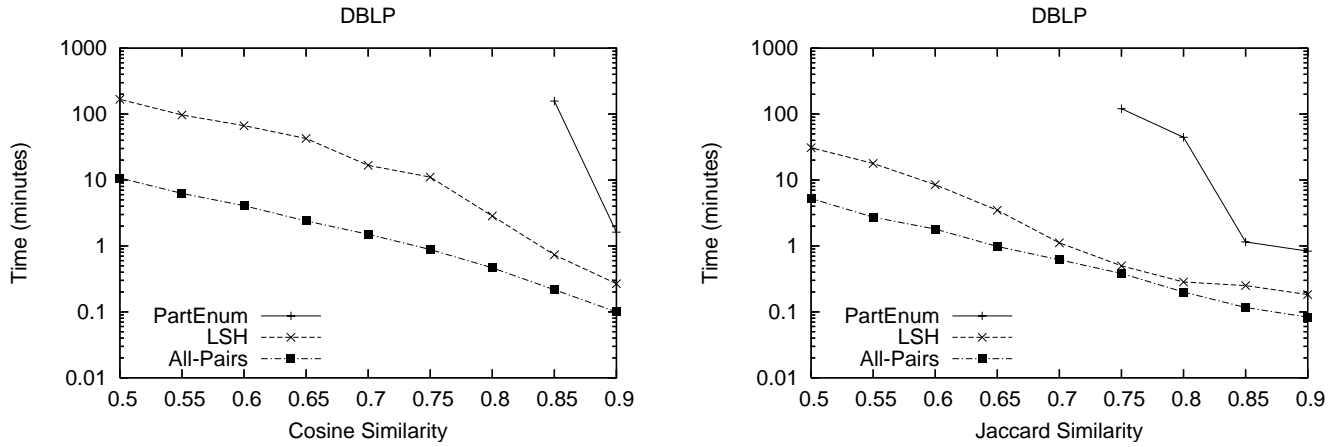 DBLP
1000
100
10
1
0.1
0.01
Time (minutes)
PartEnum
LSH
All-Pairs
0.5 0.55 0.6 0.65 0.7 0.75 0.8 0.85 0.9
Cosine Similarity
DBLP
1000
100
10
1
0.1
0.01
Time (minutes)
PartEnum
LSH
All-Pairs
0.5 0.55 0.6 0.65 0.7 0.75 0.8 0.85 0.9
Jaccard Similarity